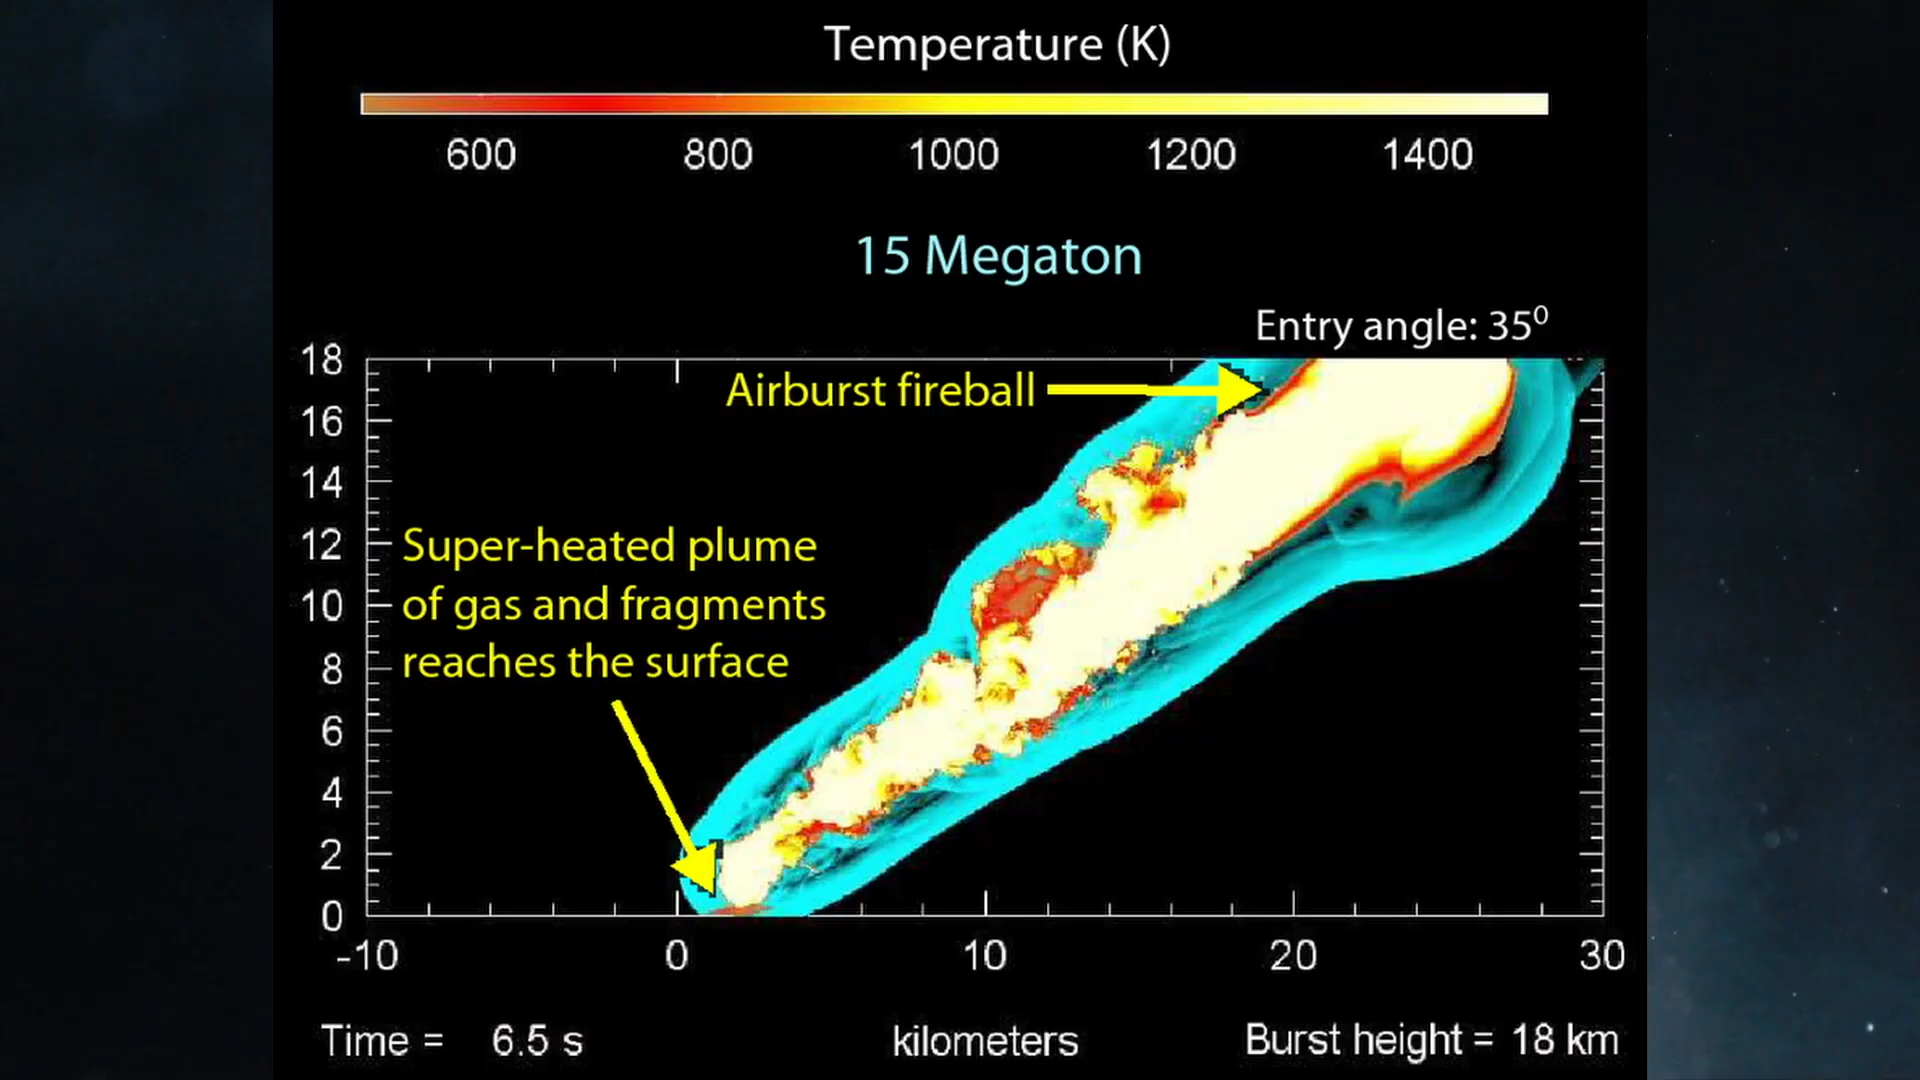 Temperature (K)
600 800 1000 1200 1400
15 Megaton
Entry angle: 35⁰
18
Airburst fireball
16
14
12
Super-heated plume
10
of gas and fragments
8
reaches the surface
6
4
2
0
-10 0 10 20 30
Time = 6.5 s kilometers Burst height = 18 km